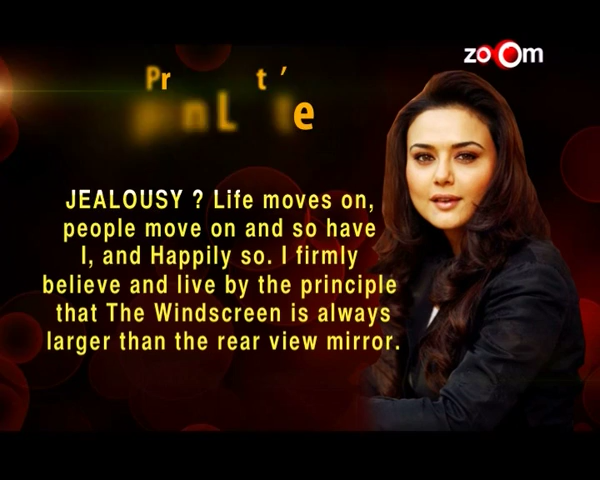 zoOm
JEALOUSY ? Life moves on,
people move on and so have
I, and Happily so. I firmly
believe and live by the principle
that The Windscreen is always
larger than the rear view mirror.